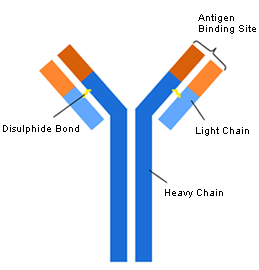 Antigen
Binding Site
Disulphide Bond
Light Chain
Heavy Chain